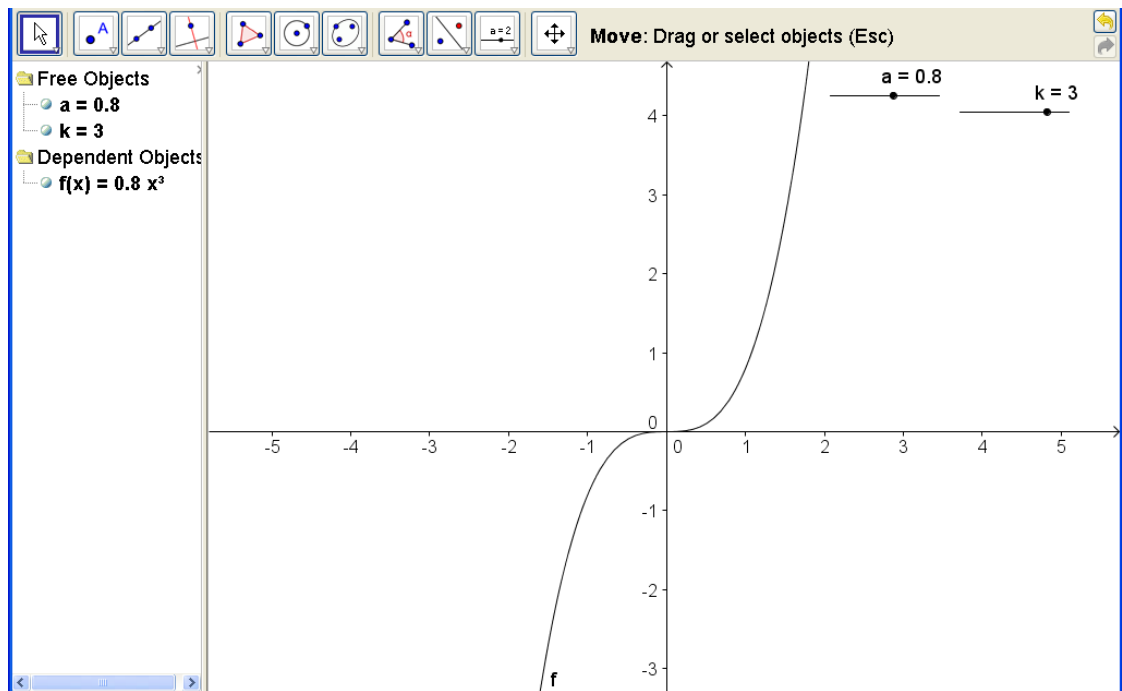 A
α
a = 2
Move: Drag or select objects (Esc)
Free Objects
a = 0.8
k = 3
Dependent Objects
f(x) = 0.8 x³
a = 0.8
k = 3
4
3
2
1
0
-5 -4 -3 -2 -1 0 1 2 3 4 5
-1
-2
-3
f